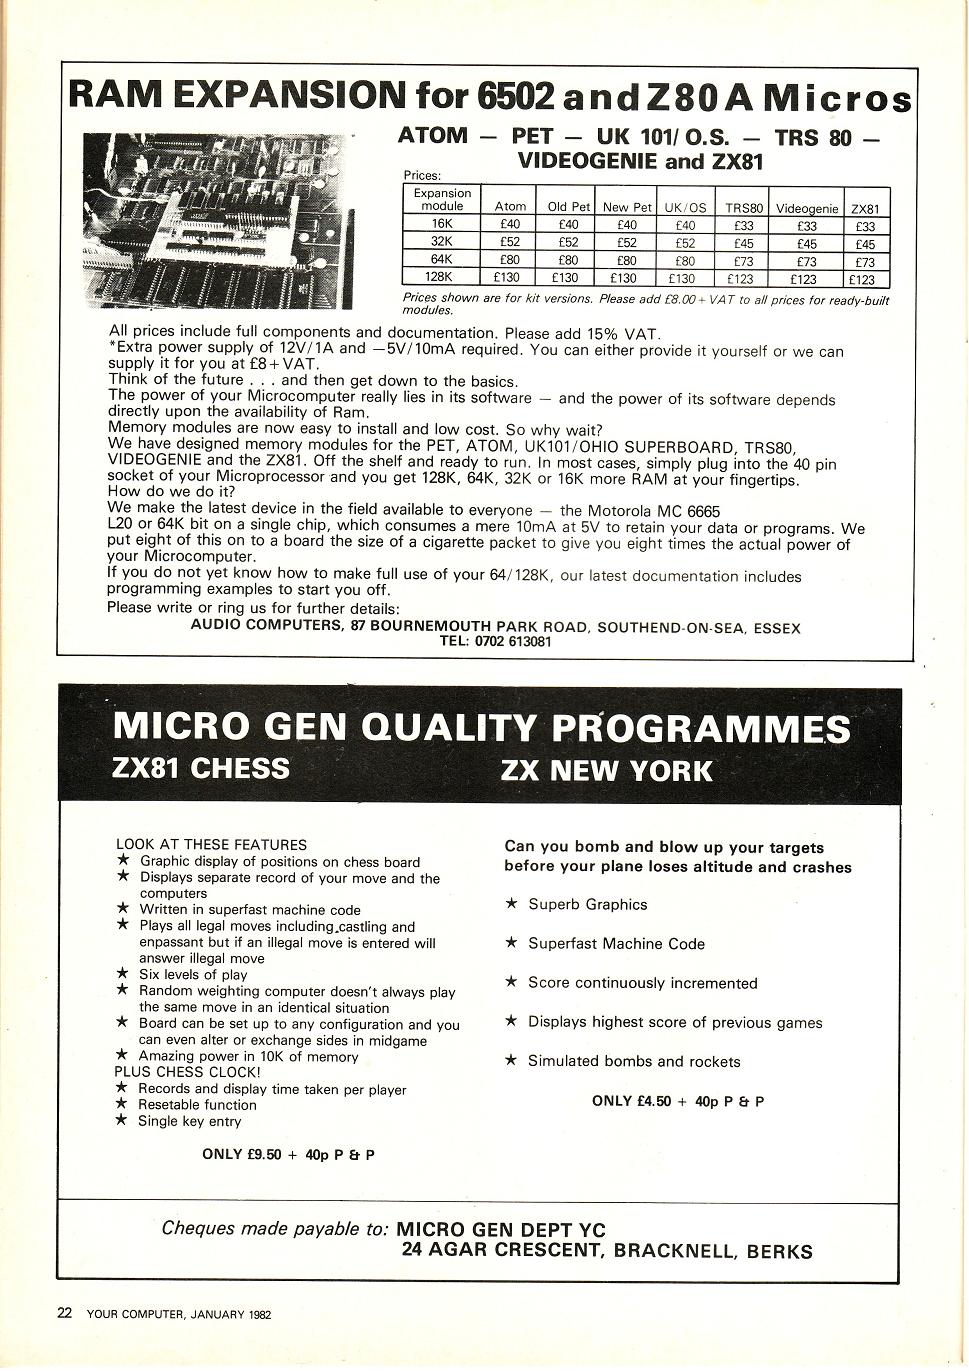 RAM EXPANSION for 6502 and Z80A Micros
ATOM — PET — UK 101/O.S. — TRS 80 —
VIDEOGENIE and ZX81
Prices:
Expansion module Atom Old Pet New Pet UK/OS TRS80 Videogenie ZX81
16K £40 £40 £40 £40 £33 £33 £33
32K £52 £52 £52 £52 £45 £45 £45
64K £80 £80 £80 £80 £73 £73 £73
128K £130 £130 £130 £130 £123 £123 £123
Prices shown are for kit versions. Please add £8.00 + VAT to all prices for ready-built
modules.
All prices include full components and documentation. Please add 15% VAT.
*Extra power supply of 12V/1A and —5V/10mA required. You can either provide it yourself or we can
supply it for you at £8 + VAT.
Think of the future . . . and then get down to the basics.
The power of your Microcomputer really lies in its software — and the power of its software depends
directly upon the availability of Ram.
Memory modules are now easy to install and low cost. So why wait?
We have designed memory modules for the PET, ATOM, UK101/OHIO SUPERBOARD, TRS80,
VIDEOGENIE and the ZX81. Off the shelf and ready to run. In most cases, simply plug into the 40 pin
socket of your Microprocessor and you get 128K, 64K, 32K or 16K more RAM at your fingertips.
How do we do it?
We make the latest device in the field available to everyone — the Motorola MC 6665
L20 or 64K bit on a single chip, which consumes a mere 10mA at 5V to retain your data or programs. We
put eight of this on to a board the size of a cigarette packet to give you eight times the actual power of
your Microcomputer.
If you do not yet know how to make full use of your 64/128K, our latest documentation includes
programming examples to start you off.
Please write or ring us for further details:
AUDIO COMPUTERS, 87 BOURNEMOUTH PARK ROAD, SOUTHEND-ON-SEA, ESSEX
TEL: 0702 613081
MICRO GEN QUALITY PROGRAMMES
ZX81 CHESS
ZX NEW YORK
LOOK AT THESE FEATURES
★ Graphic display of positions on chess board
★ Displays separate record of your move and the
computers
★ Written in superfast machine code
★ Plays all legal moves including castling and
enpassant but if an illegal move is entered will
answer illegal move
★ Six levels of play
★ Random weighting computer doesn't always play
the same move in an identical situation
★ Board can be set up to any configuration and you
can even alter or exchange sides in midgame
★ Amazing power in 10K of memory
PLUS CHESS CLOCK!
★ Records and display time taken per player
★ Resetable function
★ Single key entry
ONLY £9.50 + 40p P & P
Can you bomb and blow up your targets
before your plane loses altitude and crashes
★ Superb Graphics
★ Superfast Machine Code
★ Score continuously incremented
★ Displays highest score of previous games
★ Simulated bombs and rockets
ONLY £4.50 + 40p P & P
Cheques made payable to: MICRO GEN DEPT YC
24 AGAR CRESCENT, BRACKNELL, BERKS
22 YOUR COMPUTER, JANUARY 1982